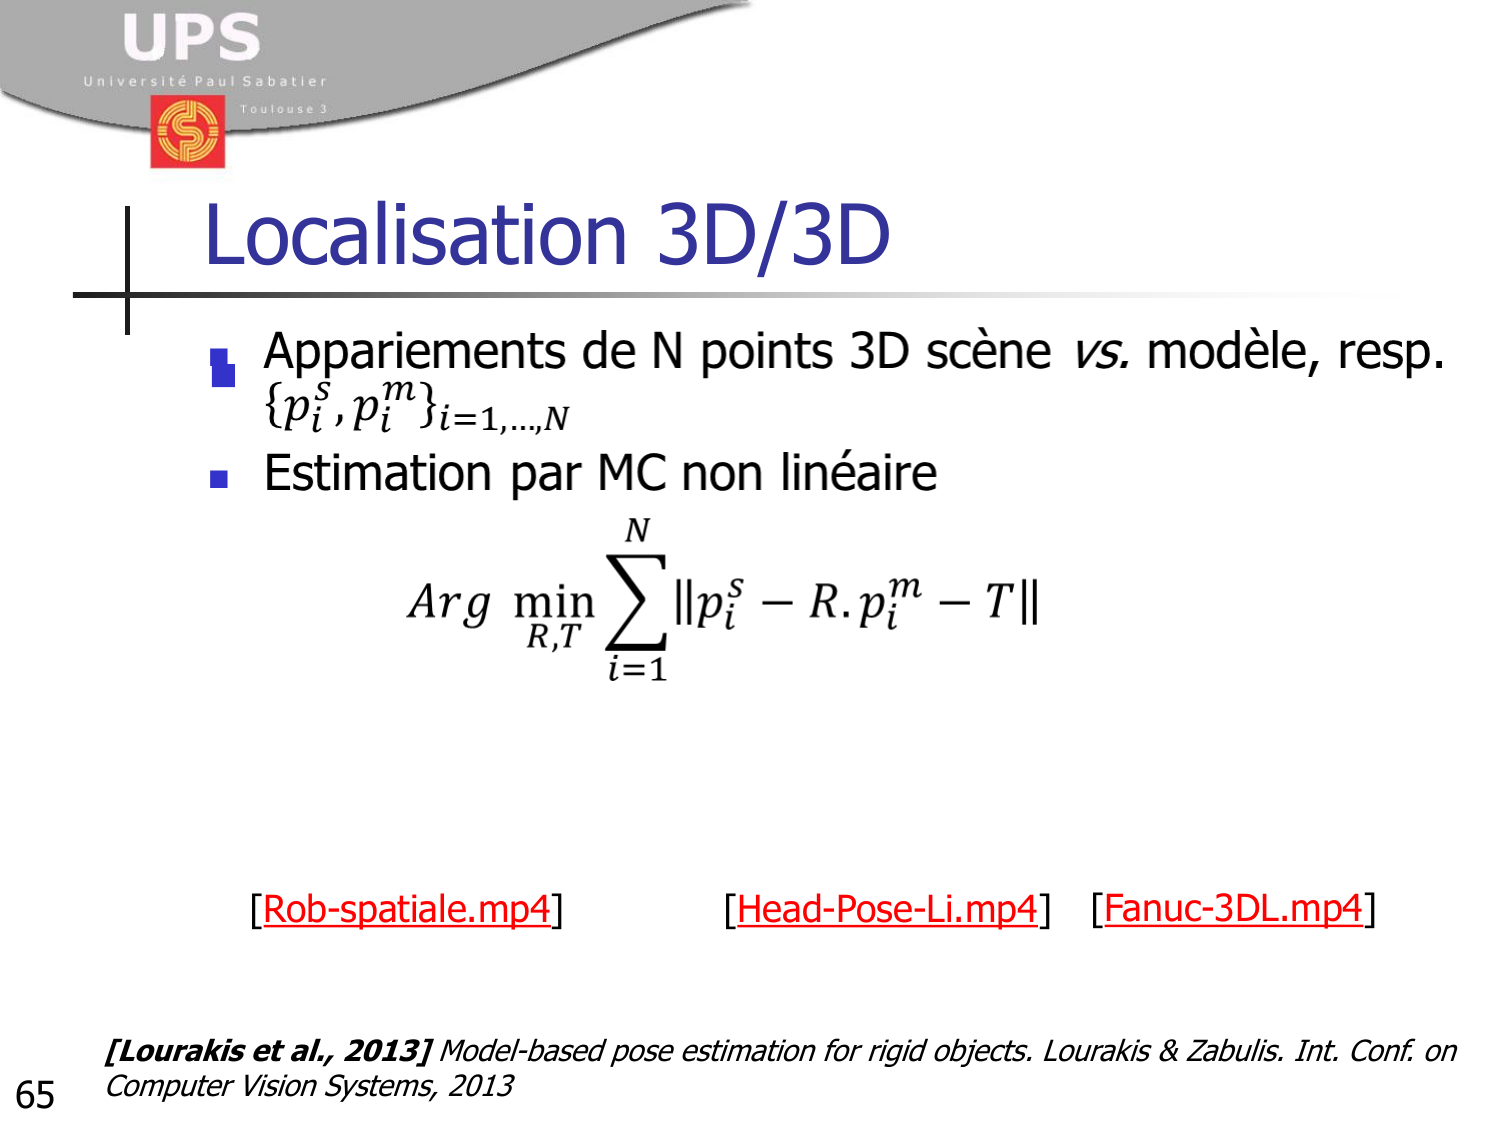 UPS
Université Paul Sabatier
Toulouse 3
Localisation 3D/3D
Appariements de N points 3D scène vs. modèle, resp.
{p_i^s, p_i^m}_{i=1,…,N}
Estimation par MC non linéaire
Arg min_{R,T} ∑_{i=1}^{N} ‖p_i^s − R. p_i^m − T‖
[Rob-spatiale.mp4] [Head-Pose-Li.mp4] [Fanuc-3DL.mp4]
[Lourakis et al., 2013] Model-based pose estimation for rigid objects. Lourakis & Zabulis. Int. Conf. on
Computer Vision Systems, 2013
65